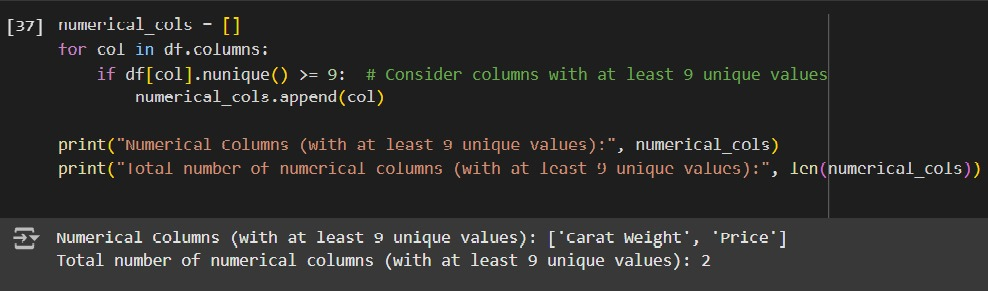 [37] numerical_cols = []
for col in df.columns:
    if df[col].nunique() >= 9:  # Consider columns with at least 9 unique values
        numerical_cols.append(col)

print("Numerical Columns (with at least 9 unique values):", numerical_cols)
print("Total number of numerical columns (with at least 9 unique values):", len(numerical_cols))

Numerical Columns (with at least 9 unique values): ['Carat Weight', 'Price']
Total number of numerical columns (with at least 9 unique values): 2